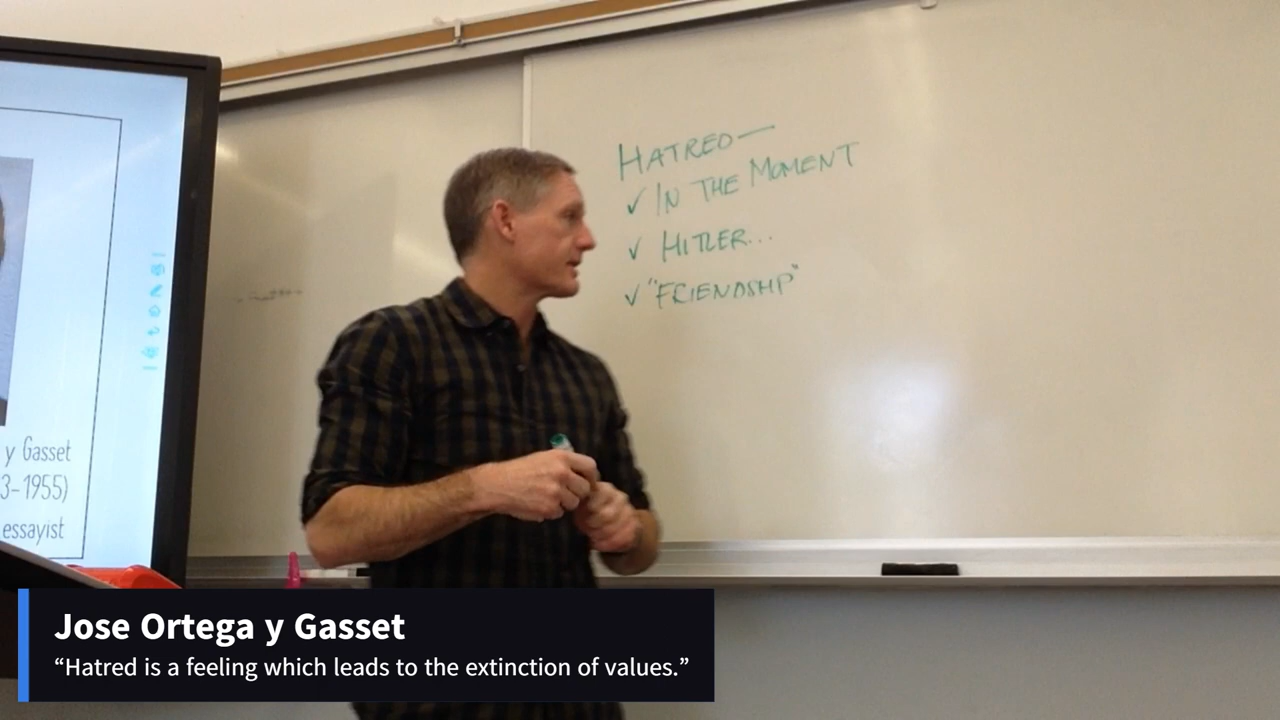 HATRED—
✓ IN THE MOMENT
✓ HITLER...
✓ "FRIENDSHIP"
y Gasset
3–1955)
essayist
Jose Ortega y Gasset
“Hatred is a feeling which leads to the extinction of values.”